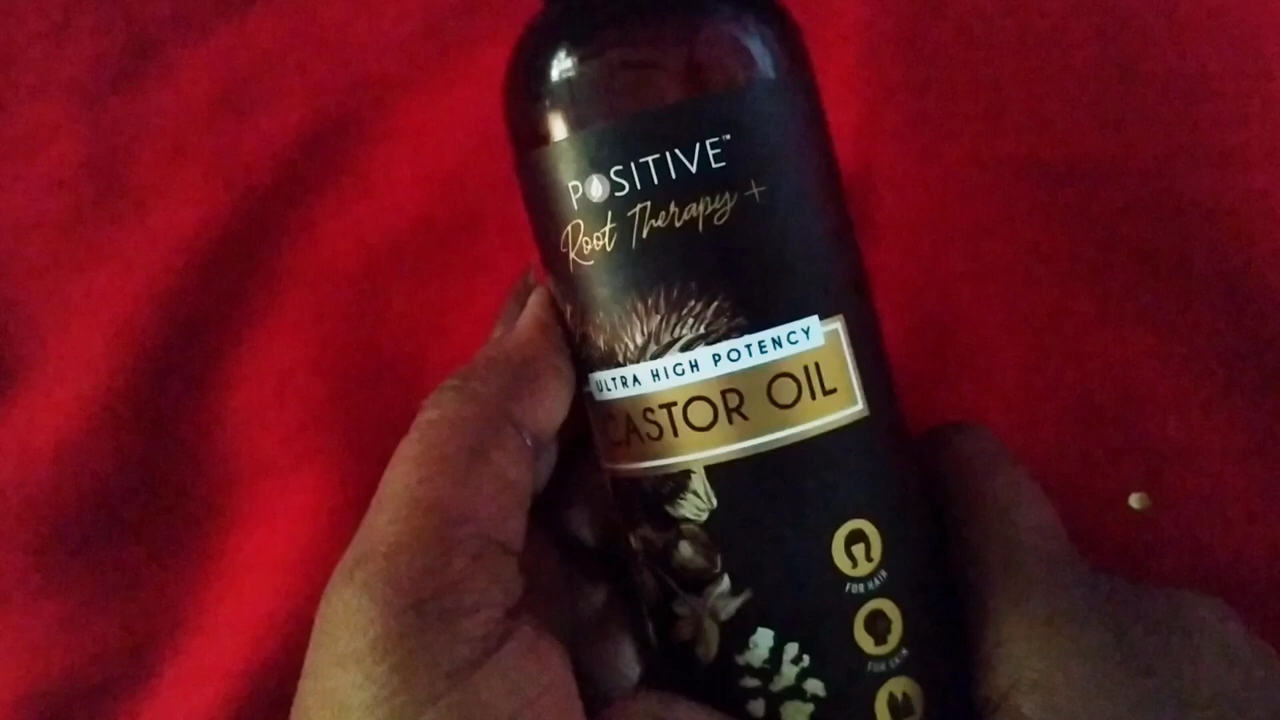 POSITIVE™
Root Therapy +
ULTRA HIGH POTENCY
CASTOR OIL
FOR HAIR
FOR SKIN